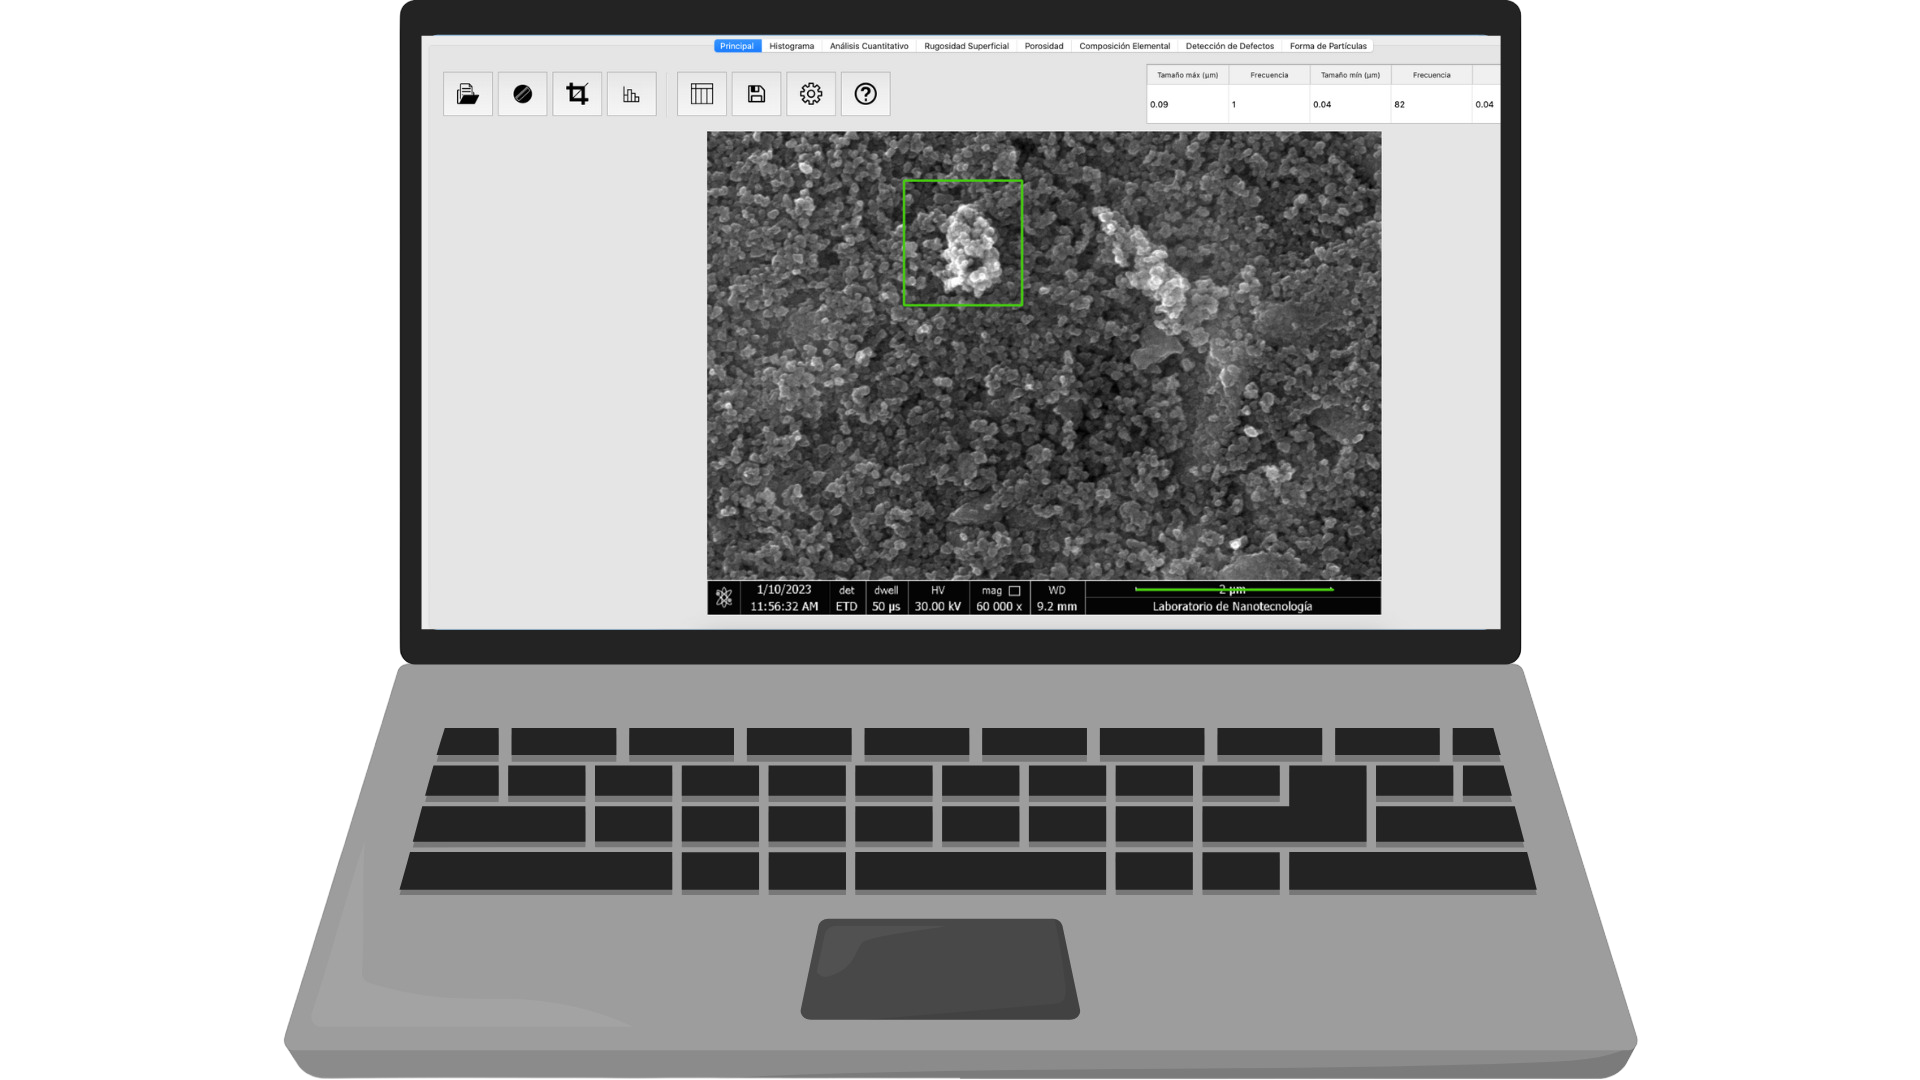 Principal Histograma Análisis Cuantitativo Rugosidad Superficial Porosidad Composición Elemental Detección de Defectos Forma de Partículas
Tamaño máx (μm) Frecuencia Tamaño mín (μm) Frecuencia
0.09 1 0.04 82 0.04
1/10/2023 det dwell HV mag WD 2 μm
11:56:32 AM ETD 50 μs 30.00 kV 60 000 x 9.2 mm Laboratorio de Nanotecnología